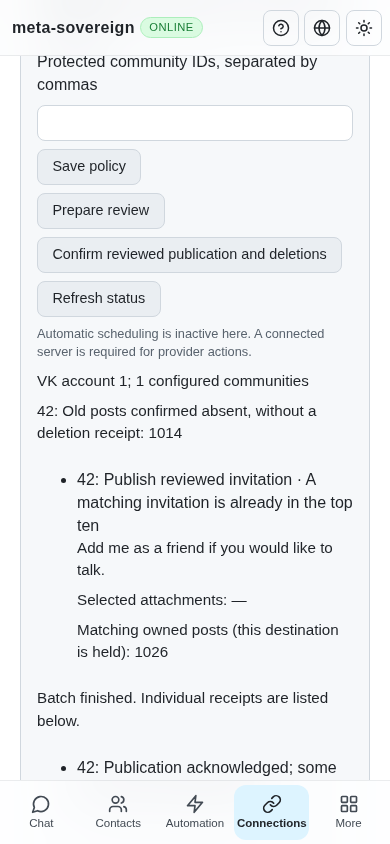 meta-sovereign ONLINE
Protected community IDs, separated by
commas
Save policy
Prepare review
Confirm reviewed publication and deletions
Refresh status
Automatic scheduling is inactive here. A connected
server is required for provider actions.
VK account 1; 1 configured communities
42: Old posts confirmed absent, without a
deletion receipt: 1014
• 42: Publish reviewed invitation · A
matching invitation is already in the top
ten
Add me as a friend if you would like to
talk.
Selected attachments: —
Matching owned posts (this destination
is held): 1026
Batch finished. Individual receipts are listed
below.
• 42: Publication acknowledged; some
Chat Contacts Automation Connections More